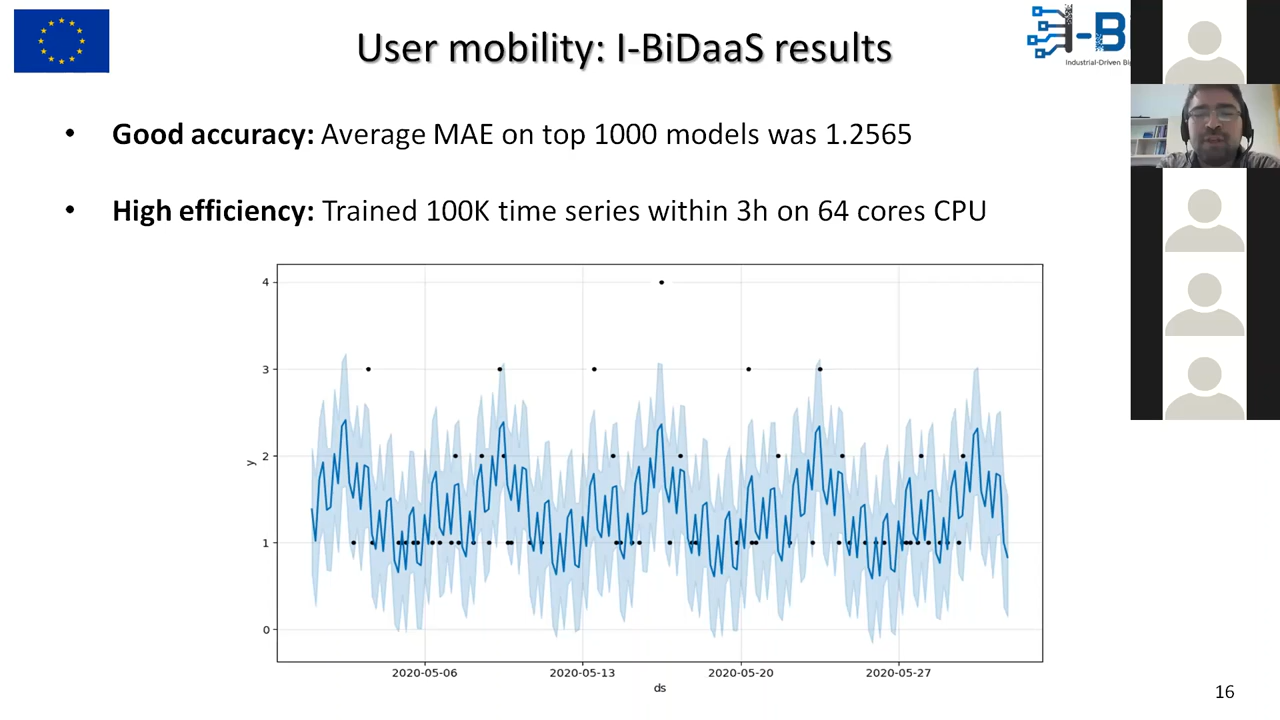 User mobility: I-BiDaaS results
I-B
Industrial-Driven
• Good accuracy: Average MAE on top 1000 models was 1.2565
• High efficiency: Trained 100K time series within 3h on 64 cores CPU
4
3
2
1
0
y
2020-05-06 2020-05-13 2020-05-20 2020-05-27
ds
16